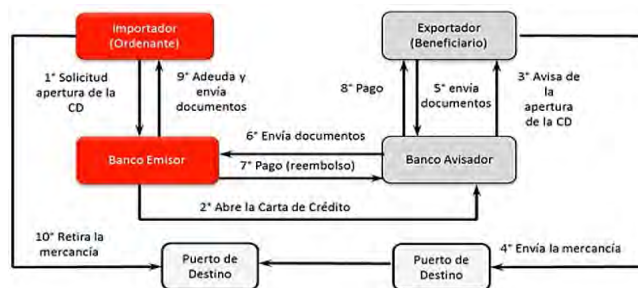 Importador
(Ordenante)
Exportador
(Beneficiario)
1° Solicitud
apertura de la
CD
9° Adeuda y
envía
documentos
8° Pago
5° envía
documentos
3° Avisa de
la
apertura
de la CD
6° Envía documentos
Banco Emisor
Banco Avisador
7° Pago (reembolso)
2° Abre la Carta de Crédito
10° Retira la
mercancía
Puerto de
Destino
Puerto de
Destino
4° Envía la mercancía